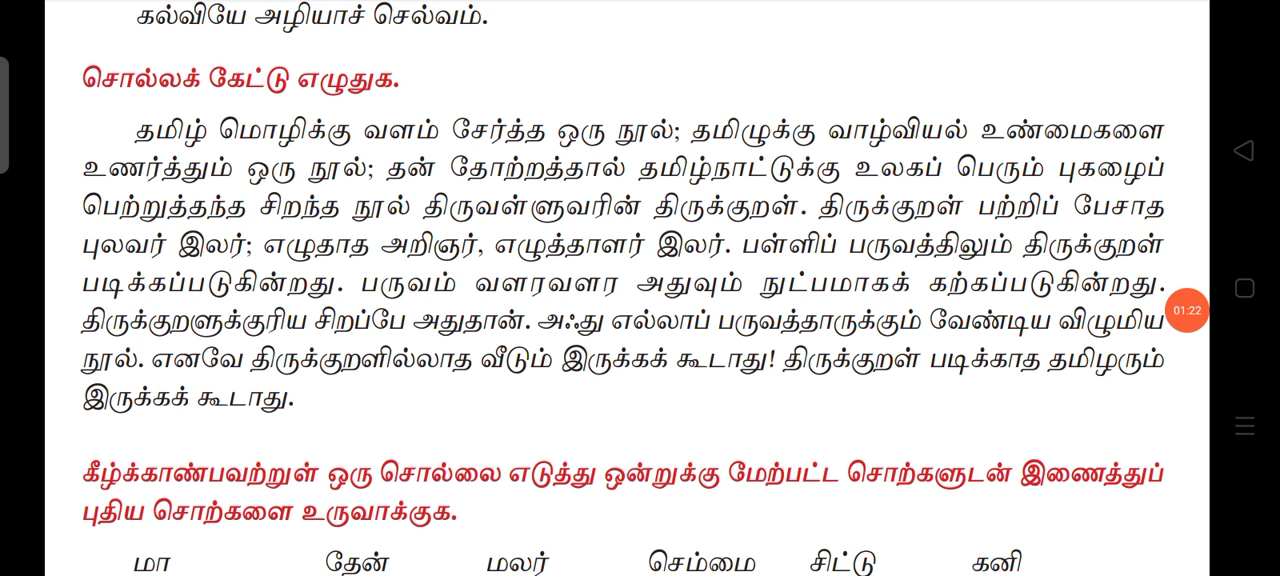 கல்வியே அழியாச் செல்வம்.
சொல்லக் கேட்டு எழுதுக.
தமிழ் மொழிக்கு வளம் சேர்த்த ஒரு நூல்; தமிழுக்கு வாழ்வியல் உண்மைகளை
உணர்த்தும் ஒரு நூல்; தன் தோற்றத்தால் தமிழ்நாட்டுக்கு உலகப் பெரும் புகழைப்
பெற்றுத்தந்த சிறந்த நூல் திருவள்ளுவரின் திருக்குறள். திருக்குறள் பற்றிப் பேசாத
புலவர் இலர்; எழுதாத அறிஞர், எழுத்தாளர் இலர். பள்ளிப் பருவத்திலும் திருக்குறள்
படிக்கப்படுகின்றது. பருவம் வளரவளர அதுவும் நுட்பமாகக் கற்கப்படுகின்றது.
திருக்குறளுக்குரிய சிறப்பே அதுதான். அஃது எல்லாப் பருவத்தாருக்கும் வேண்டிய விழுமிய
நூல். எனவே திருக்குறளில்லாத வீடும் இருக்கக் கூடாது! திருக்குறள் படிக்காத தமிழரும்
இருக்கக் கூடாது.
கீழ்க்காண்பவற்றுள் ஒரு சொல்லை எடுத்து ஒன்றுக்கு மேற்பட்ட சொற்களுடன் இணைத்துப்
புதிய சொற்களை உருவாக்குக.
மா தேன் மலர் செம்மை சிட்டு கனி
01:22